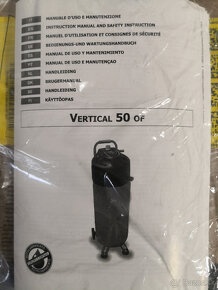 MANUALE D'USO E MANUTENZIONE
INSTRUCTION MANUAL AND SAFETY INSTRUCTION
MANUEL D'UTILISATION ET CONSIGNES DE SÉCURITÉ
BEDIENUNGS-UND WARTUNGSHANDBUCH
MANUAL DE USO Y MANTENIMIENTO
MANUAL DE USO E MANUTENÇAO
HANDLEIDING
BRUGERMANUAL
HANDLEDNING
KÄYTTÖOPAS
VERTICAL 50 OF